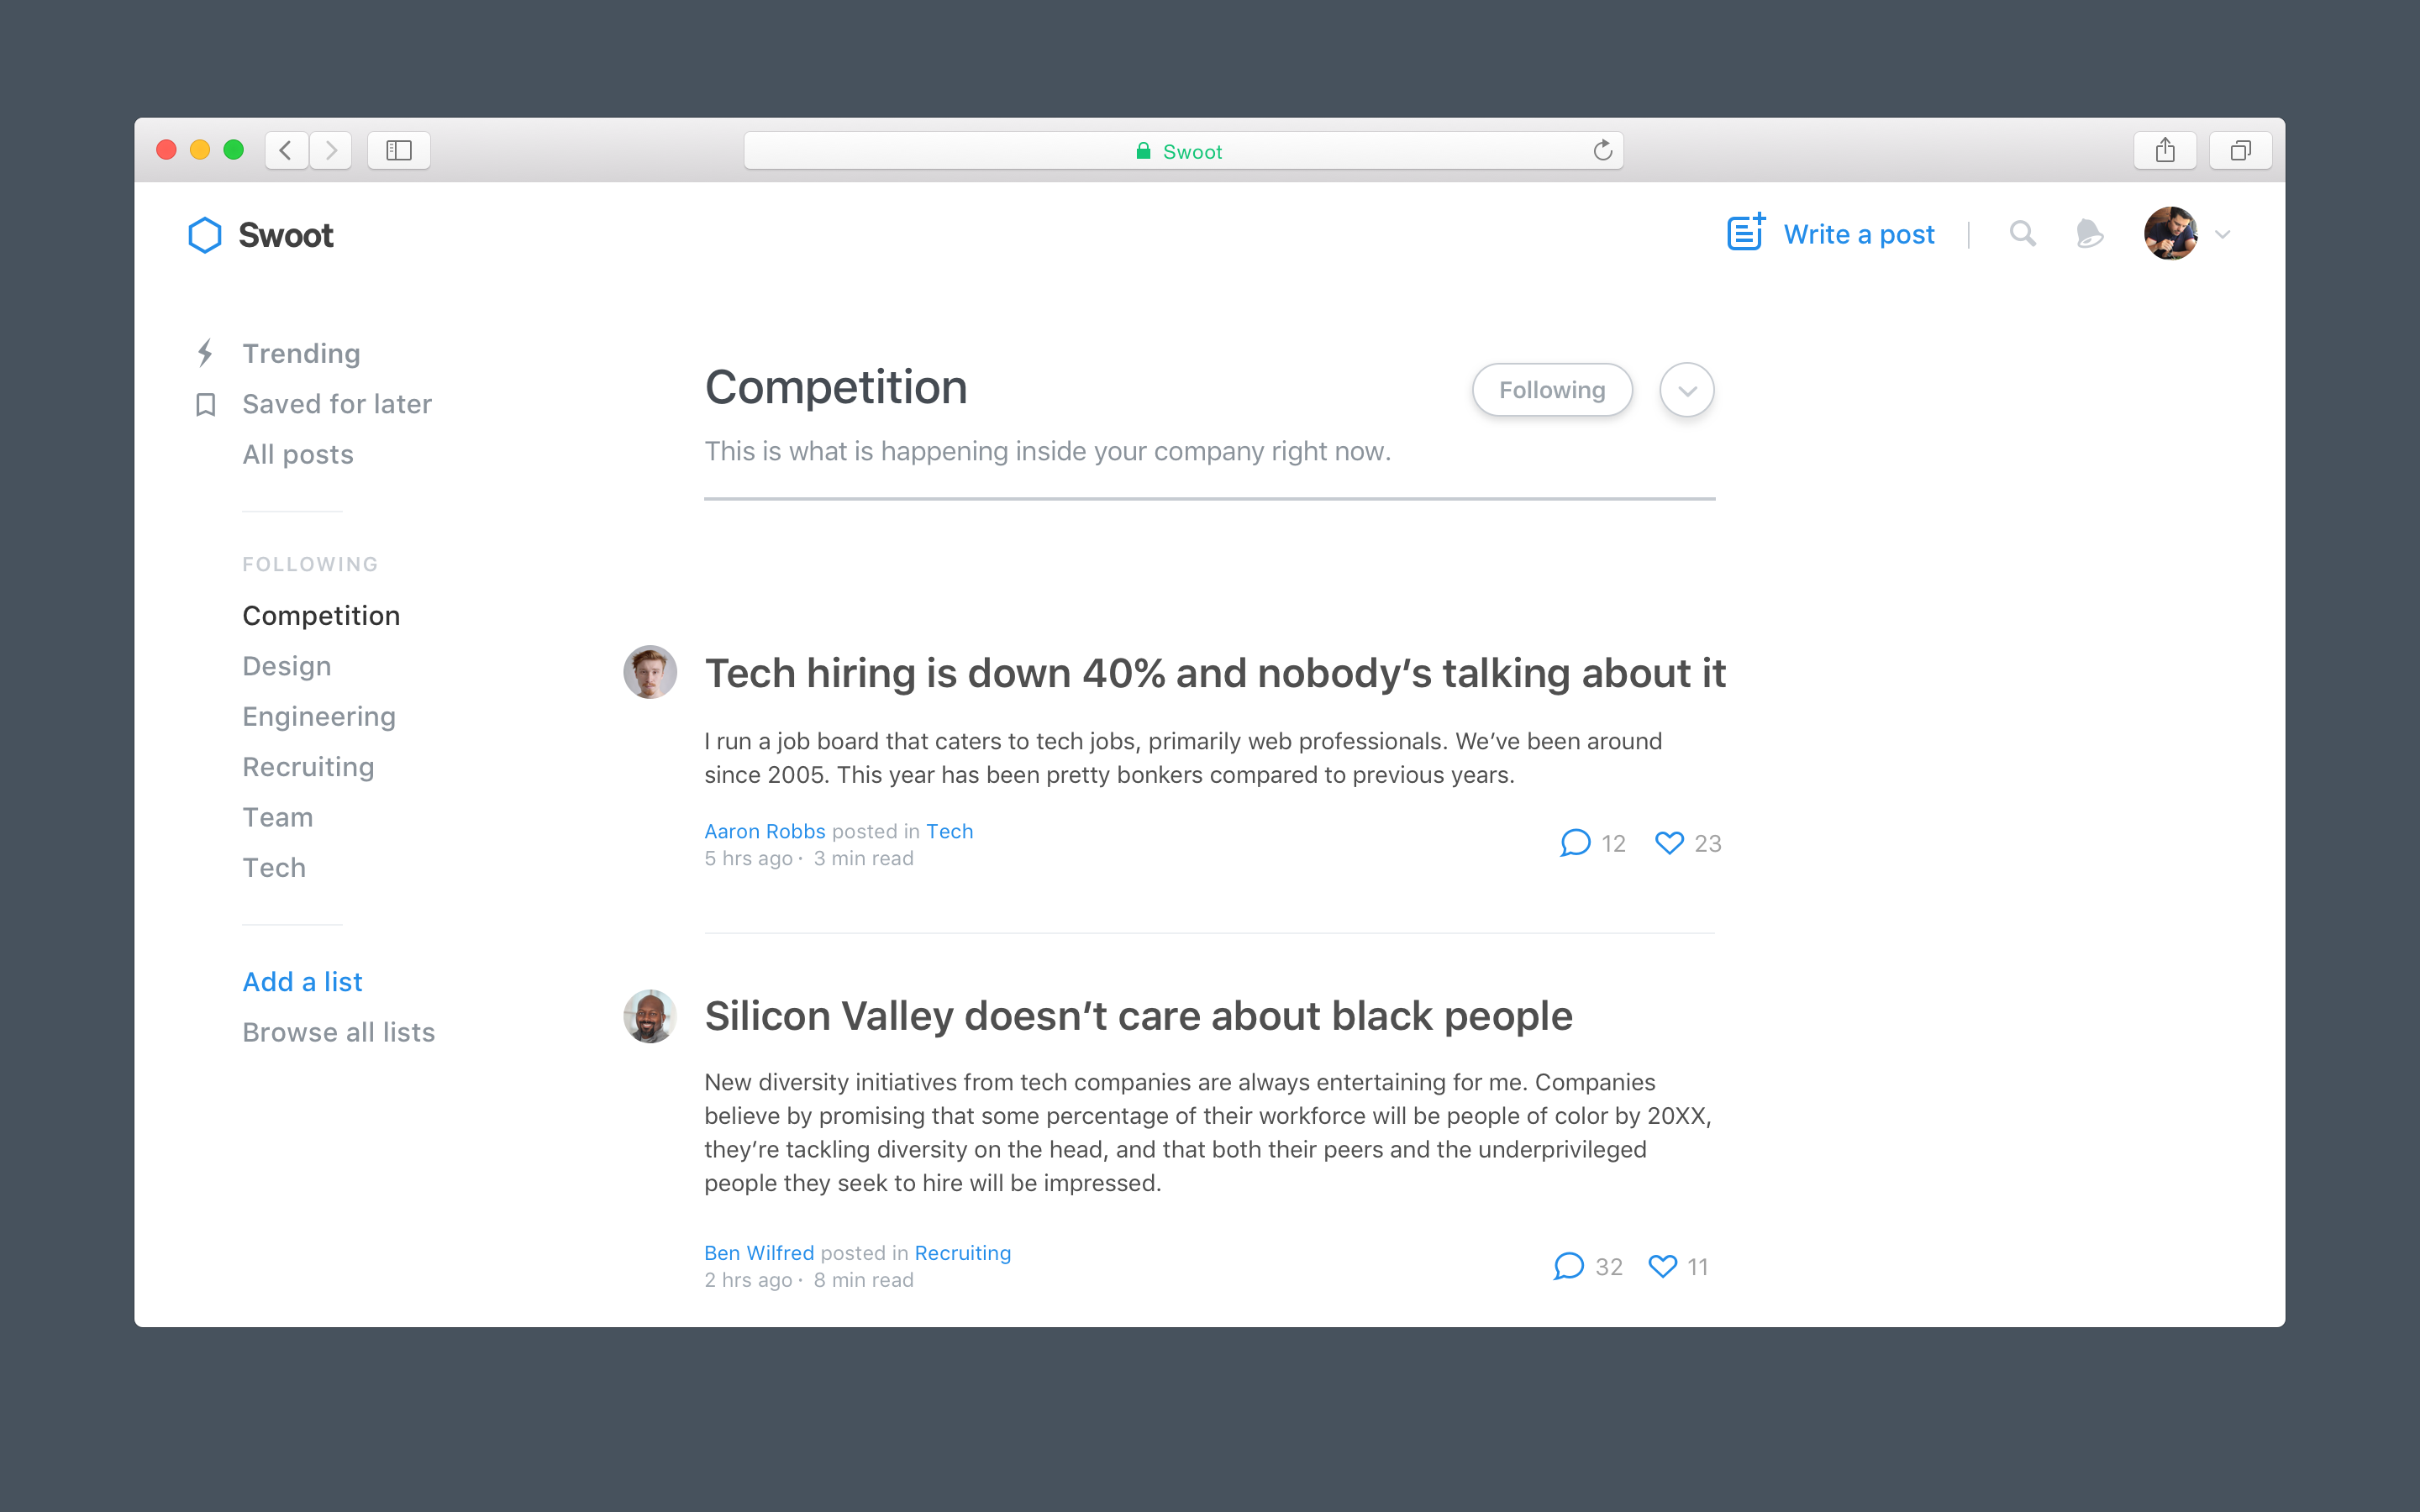 Swoot
Swoot
Write a post
Trending
Saved for later
All posts
FOLLOWING
Competition
Design
Engineering
Recruiting
Team
Tech
Add a list
Browse all lists
Competition
Following
This is what is happening inside your company right now.
Tech hiring is down 40% and nobody’s talking about it
I run a job board that caters to tech jobs, primarily web professionals. We’ve been around
since 2005. This year has been pretty bonkers compared to previous years.
Aaron Robbs posted in Tech
5 hrs ago · 3 min read
12 23
Silicon Valley doesn’t care about black people
New diversity initiatives from tech companies are always entertaining for me. Companies
believe by promising that some percentage of their workforce will be people of color by 20XX,
they’re tackling diversity on the head, and that both their peers and the underprivileged
people they seek to hire will be impressed.
Ben Wilfred posted in Recruiting
2 hrs ago · 8 min read
32 11